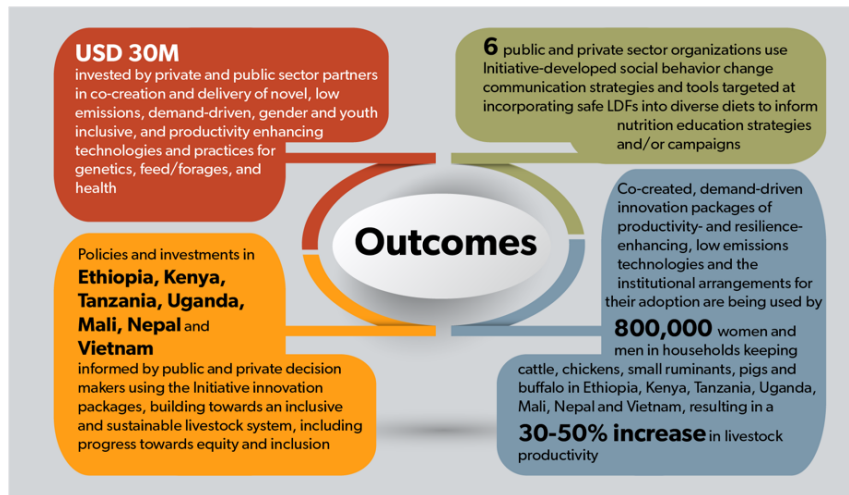 USD 30M
invested by private and public sector partners
in co-creation and delivery of novel, low
emissions, demand-driven, gender and youth
inclusive, and productivity enhancing
technologies and practices for
genetics, feed/forages, and
health
6 public and private sector organizations use
Initiative-developed social behavior change
communication strategies and tools targeted at
incorporating safe LDFs into diverse diets to inform
nutrition education strategies
and/or campaigns
Outcomes
Policies and investments in
Ethiopia, Kenya,
Tanzania, Uganda,
Mali, Nepal and
Vietnam
informed by public and private decision
makers using the Initiative innovation
packages, building towards an inclusive
and sustainable livestock system, including
progress towards equity and inclusion
Co-created, demand-driven
innovation packages of
productivity- and resilience-
enhancing, low emissions
technologies and the
institutional arrangements for
their adoption are being used by
800,000 women and
men in households keeping
cattle, chickens, small ruminants, pigs and
buffalo in Ethiopia, Kenya, Tanzania, Uganda,
Mali, Nepal and Vietnam, resulting in a
30-50% increase in livestock
productivity